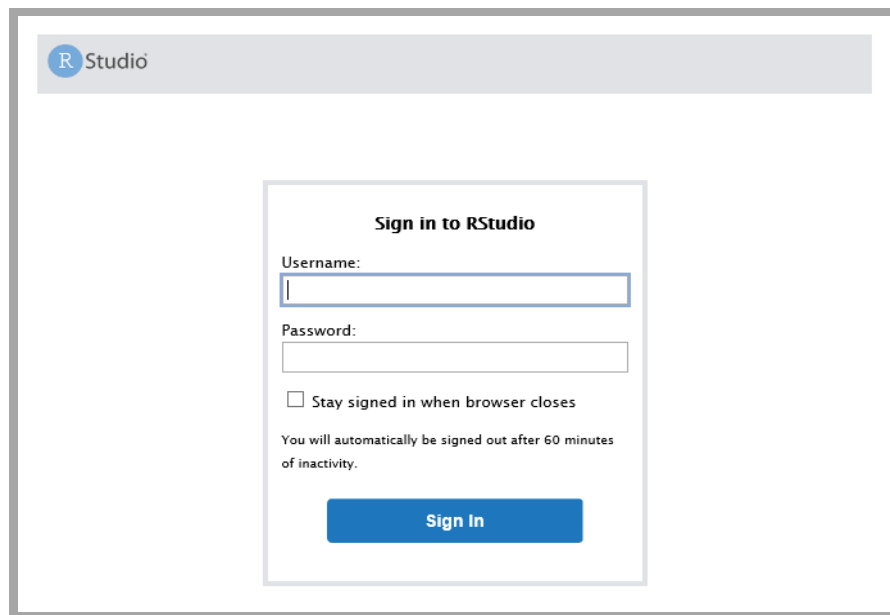 R Studio
Sign in to RStudio
Username:
Password:
Stay signed in when browser closes
You will automatically be signed out after 60 minutes
of inactivity.
Sign In